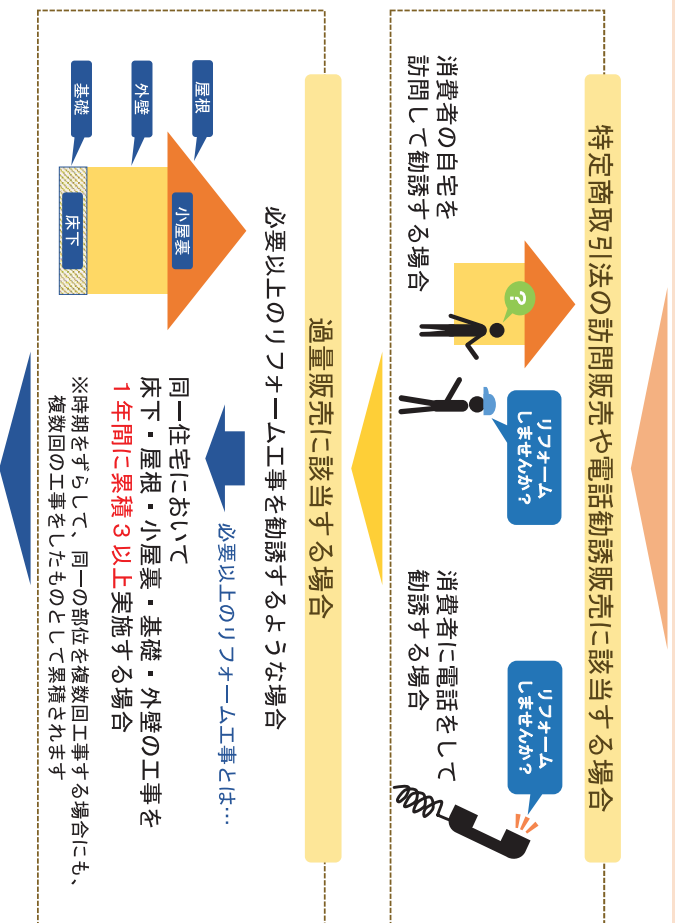 特定商取引法の訪問販売や電話勧誘販売に該当する場合
消費者の自宅を
訪問して勧誘する場合
?
リフォーム
しませんか?
消費者に電話をして
勧誘する場合
リフォーム
しませんか?
過量販売に該当する場合
必要以上のリフォーム工事を勧誘するような場合
屋根
外壁
基礎
小屋裏
床下
必要以上のリフォーム工事とは…
同一住宅において
床下・屋根・小屋裏・基礎・外壁の工事を
1年間に累積3以上実施する場合
※時期をずらして、同一の部位を複数回工事する場合にも、
複数回の工事をしたものとして累積されます